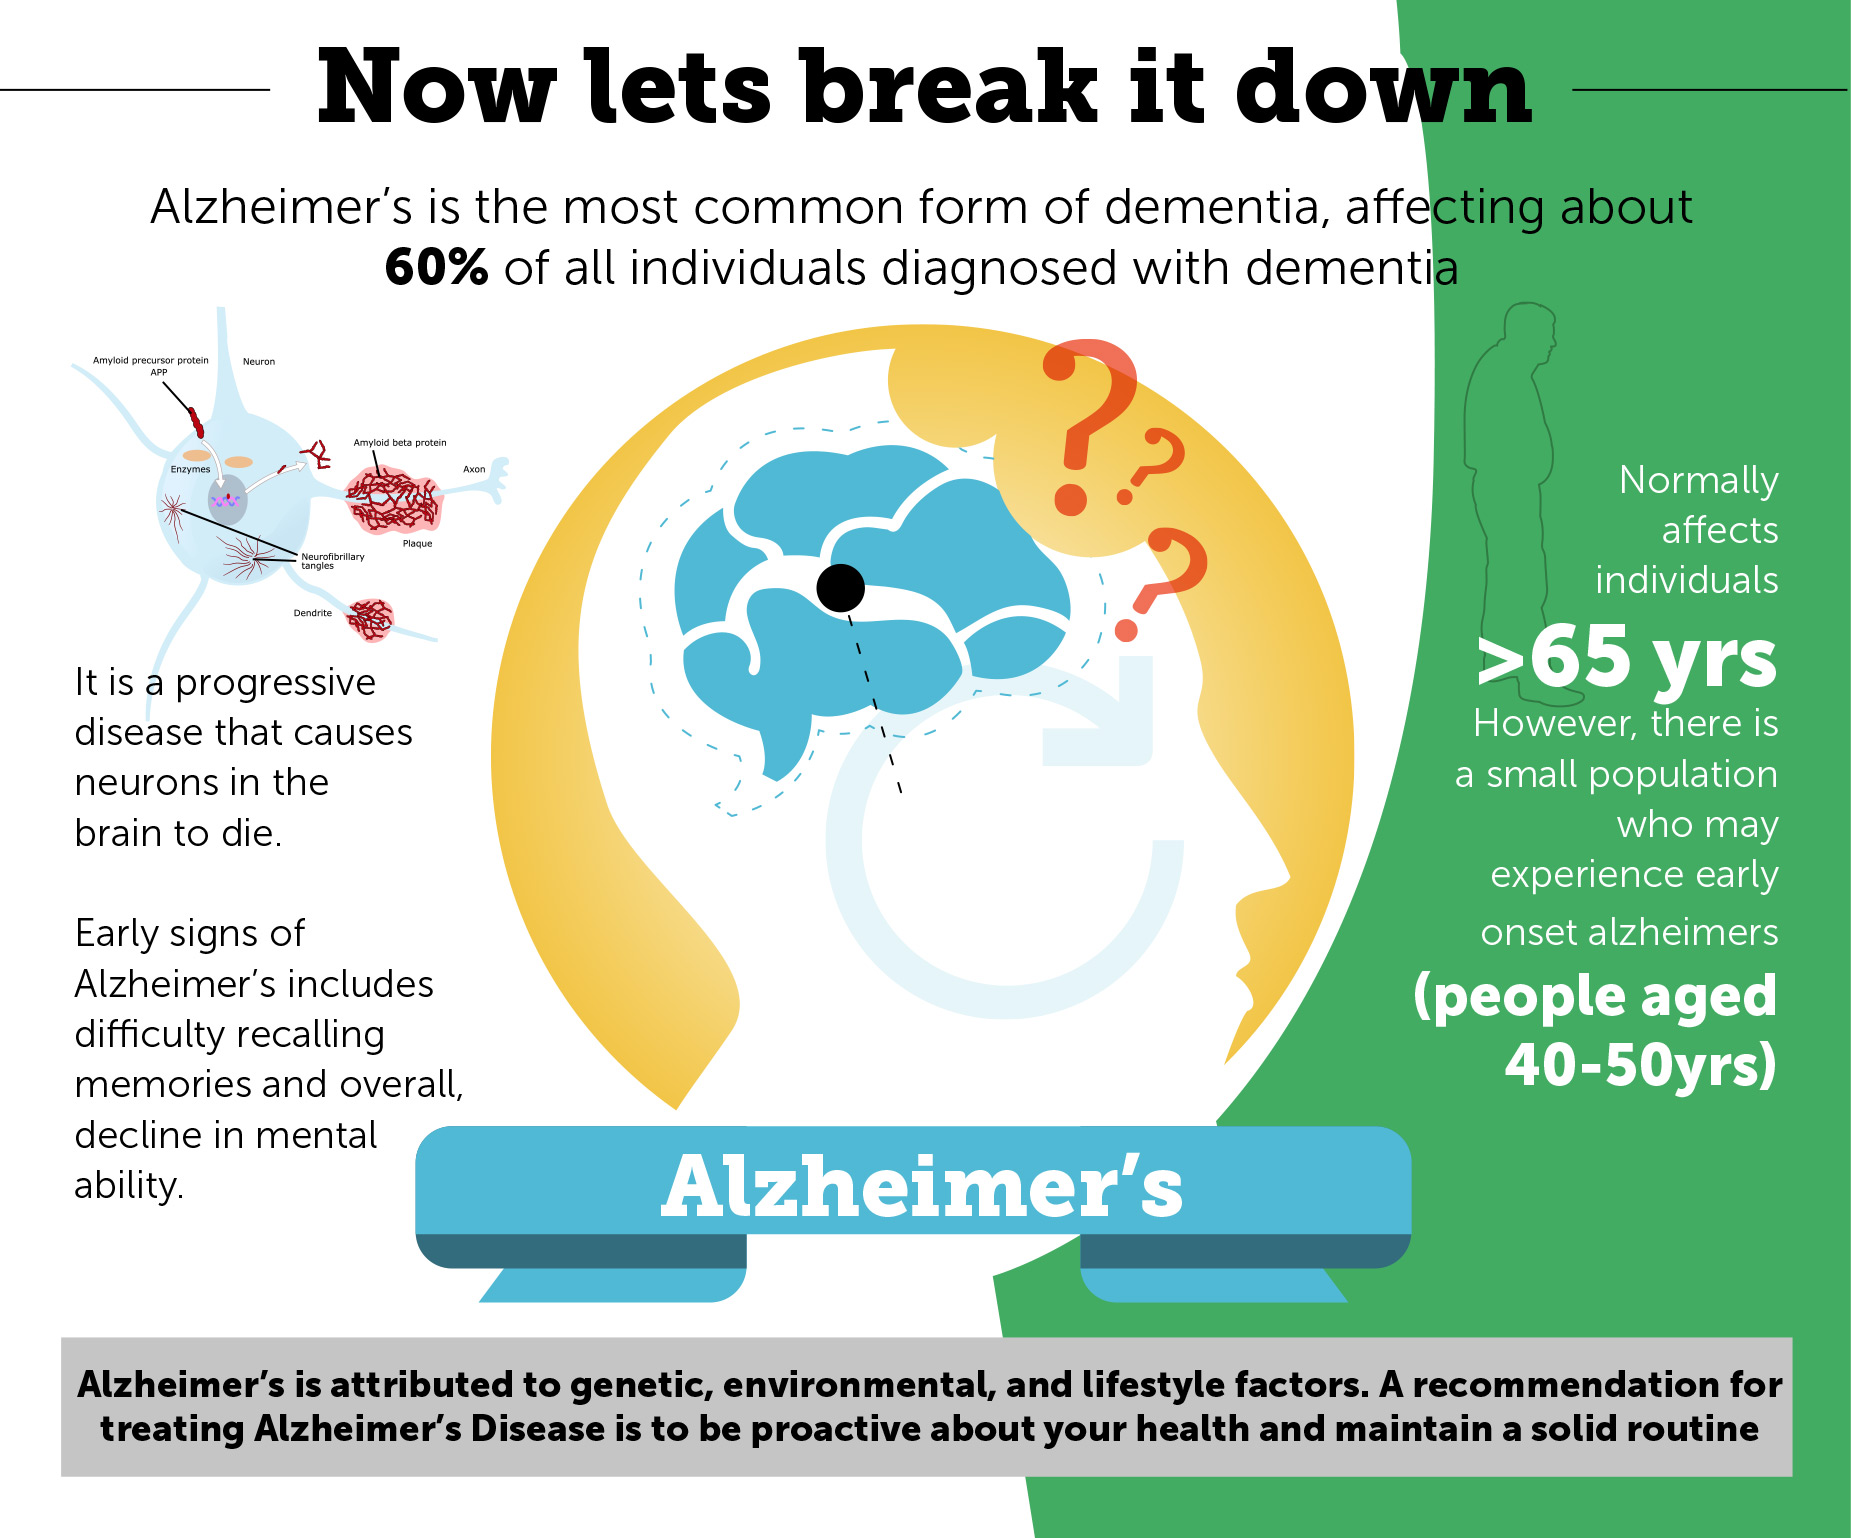 Now lets break it down
Alzheimer’s is the most common form of dementia, affecting about
60% of all individuals diagnosed with dementia
Amyloid precursor protein
APP
Neuron
Enzymes
Amyloid beta protein
Axon
Plaque
Neurofibrillary
tangles
Dendrite
It is a progressive
disease that causes
neurons in the
brain to die.
Early signs of
Alzheimer’s includes
difficulty recalling
memories and overall,
decline in mental
ability.
? ? ?
Normally
affects
individuals
>65 yrs
However, there is
a small population
who may
experience early
onset alzheimers
(people aged
40-50yrs)
Alzheimer’s
Alzheimer’s is attributed to genetic, environmental, and lifestyle factors. A recommendation for
treating Alzheimer’s Disease is to be proactive about your health and maintain a solid routine